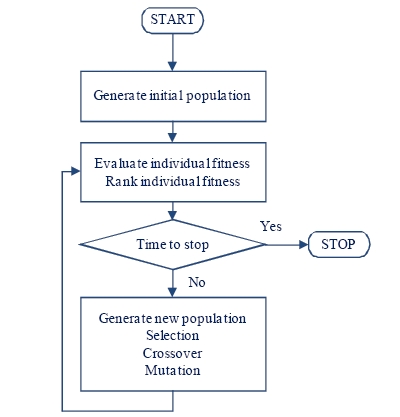 START
Generate initial population
Evaluate individual fitness
Rank individual fitness
Time to stop
Yes
STOP
No
Generate new population
Selection
Crossover
Mutation